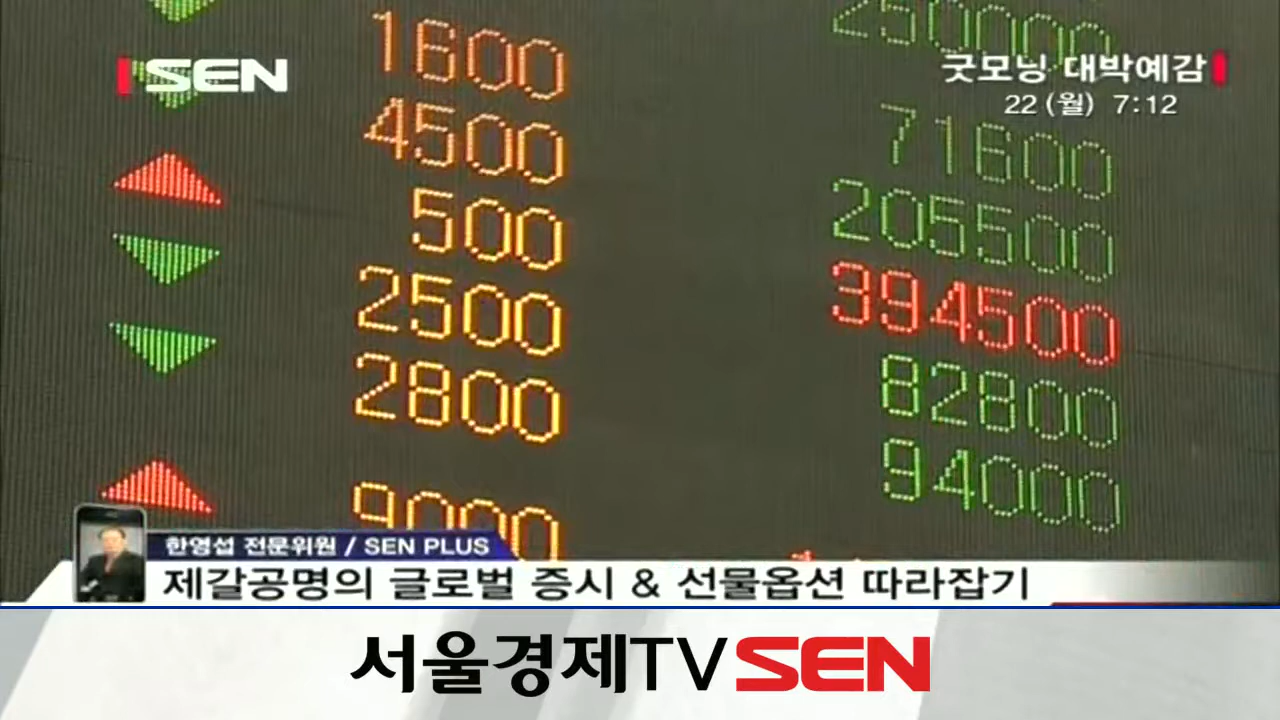 SEN
굿모닝 대박예감
22 (월) 7:12
1600
4500
500
2500
2800
9000
250000
71600
205500
394500
82800
94000
한영섭 전문위원 / SEN PLUS
제갈공명의 글로벌 증시 & 선물옵션 따라잡기
서울경제TV SEN